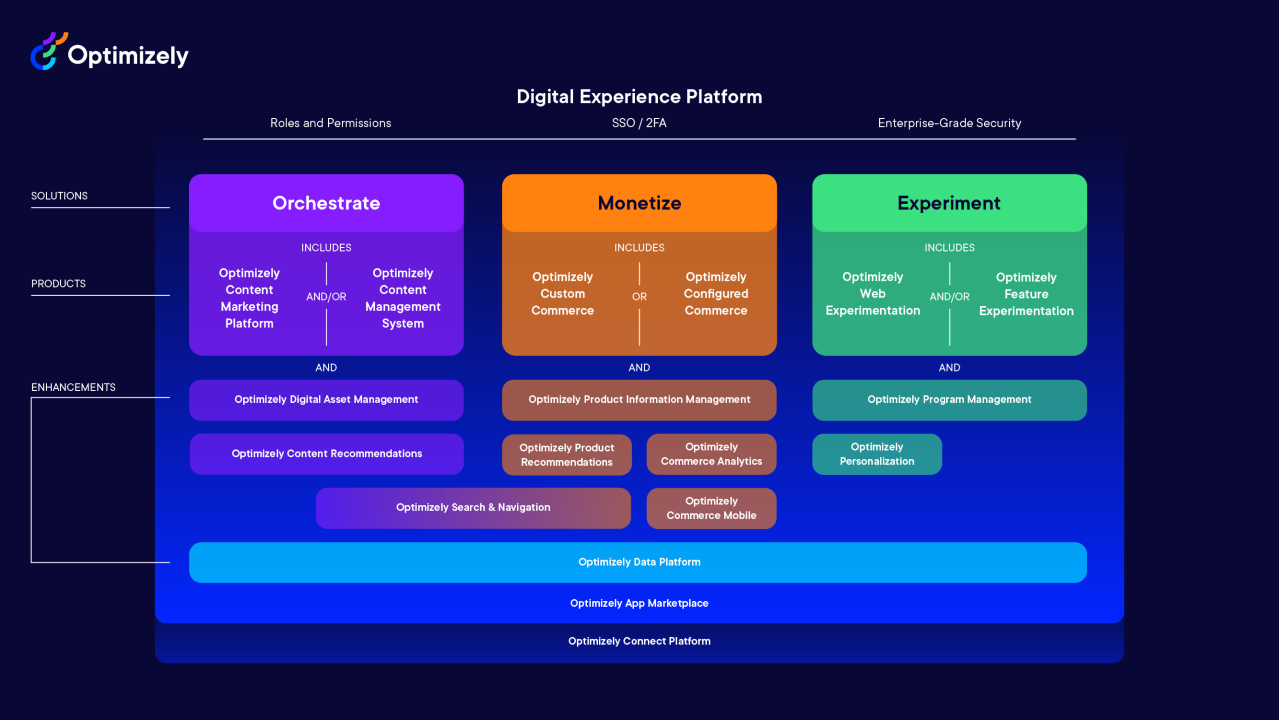 Optimizely
Digital Experience Platform
Roles and Permissions
SSO / 2FA
Enterprise-Grade Security
SOLUTIONS
Orchestrate
Monetize
Experiment
PRODUCTS
INCLUDES
Optimizely
Content
Marketing
Platform
AND/OR
Optimizely
Content
Management
System
INCLUDES
Optimizely
Custom
Commerce
OR
Optimizely
Configured
Commerce
INCLUDES
Optimizely
Web
Experimentation
AND/OR
Optimizely
Feature
Experimentation
AND
AND
AND
ENHANCEMENTS
Optimizely Digital Asset Management
Optimizely Product Information Management
Optimizely Program Management
Optimizely Content Recommendations
Optimizely Product
Recommendations
Optimizely
Commerce Analytics
Optimizely
Personalization
Optimizely Search & Navigation
Optimizely
Commerce Mobile
Optimizely Data Platform
Optimizely App Marketplace
Optimizely Connect Platform